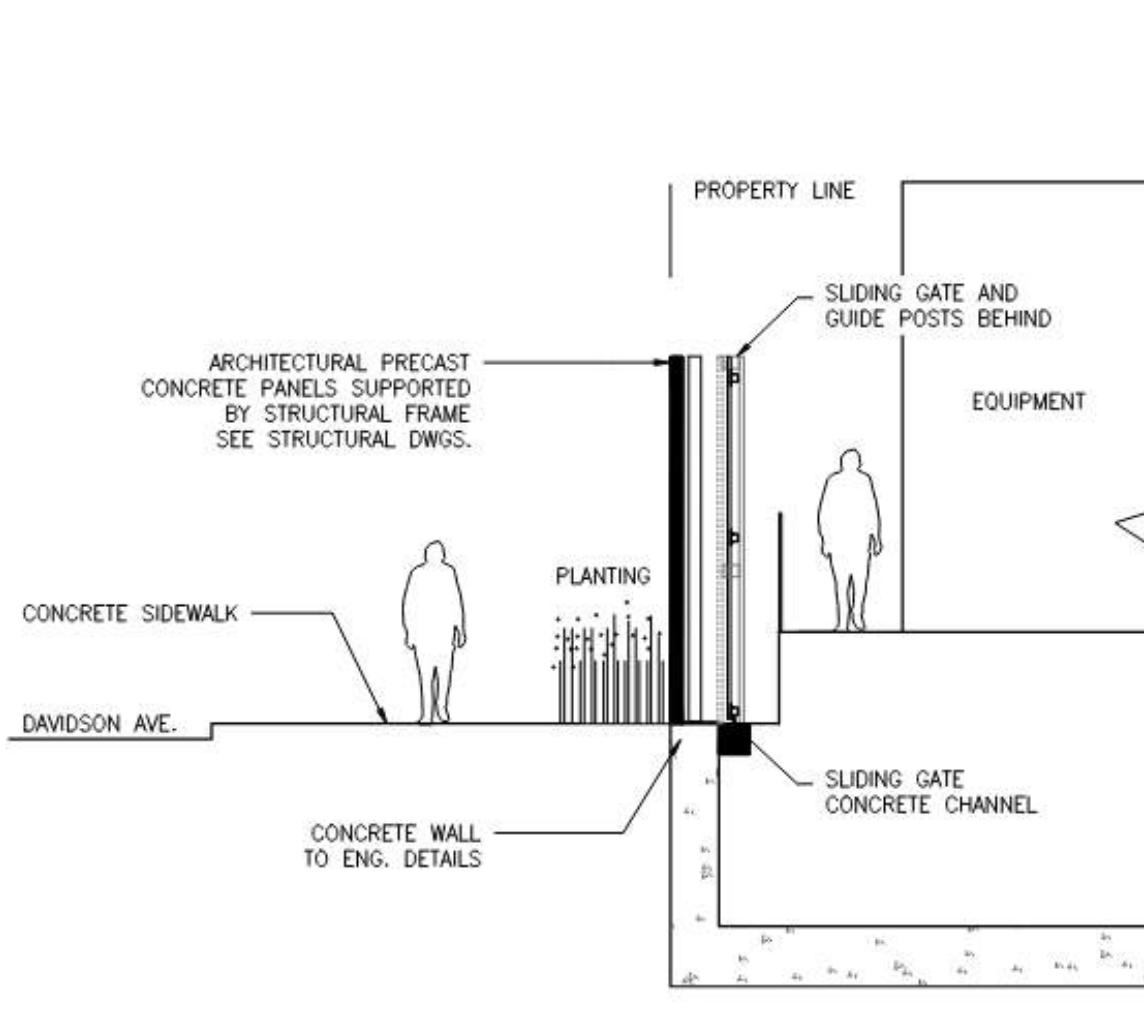 PROPERTY LINE
SLIDING GATE AND
GUIDE POSTS BEHIND
ARCHITECTURAL PRECAST
CONCRETE PANELS SUPPORTED
BY STRUCTURAL FRAME
SEE STRUCTURAL DWGS.
EQUIPMENT
PLANTING
CONCRETE SIDEWALK
DAVIDSON AVE.
SLIDING GATE
CONCRETE CHANNEL
CONCRETE WALL
TO ENG. DETAILS